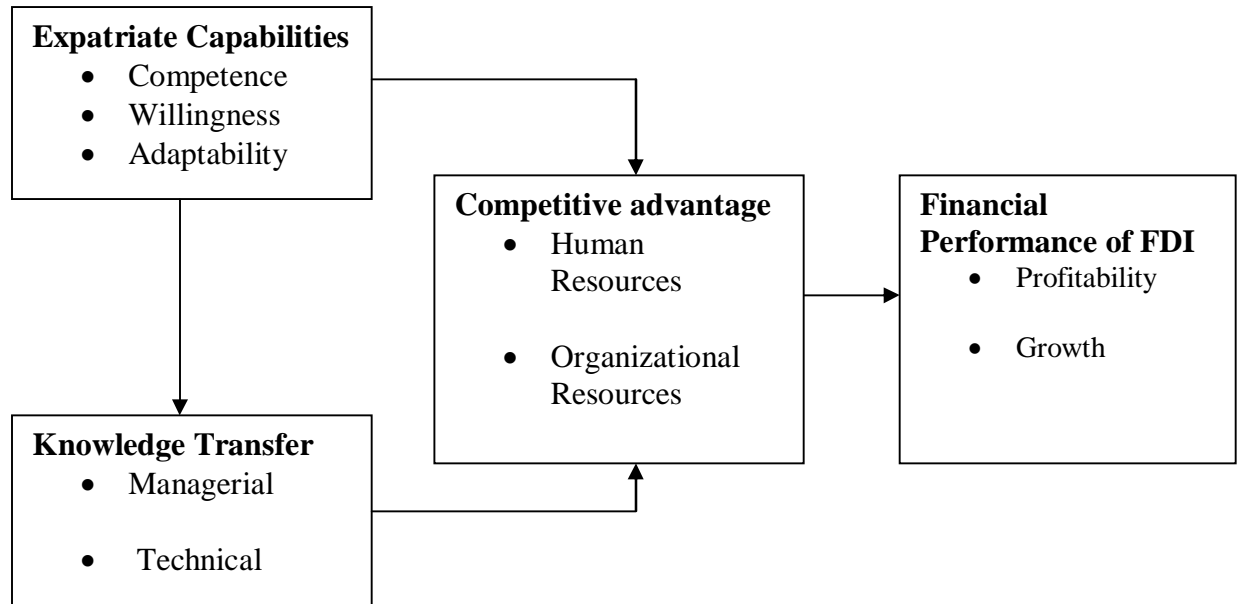 Expatriate Capabilities
• Competence
• Willingness
• Adaptability
Competitive advantage
• Human
Resources
• Organizational
Resources
Financial
Performance of FDI
• Profitability
• Growth
Knowledge Transfer
• Managerial
• Technical